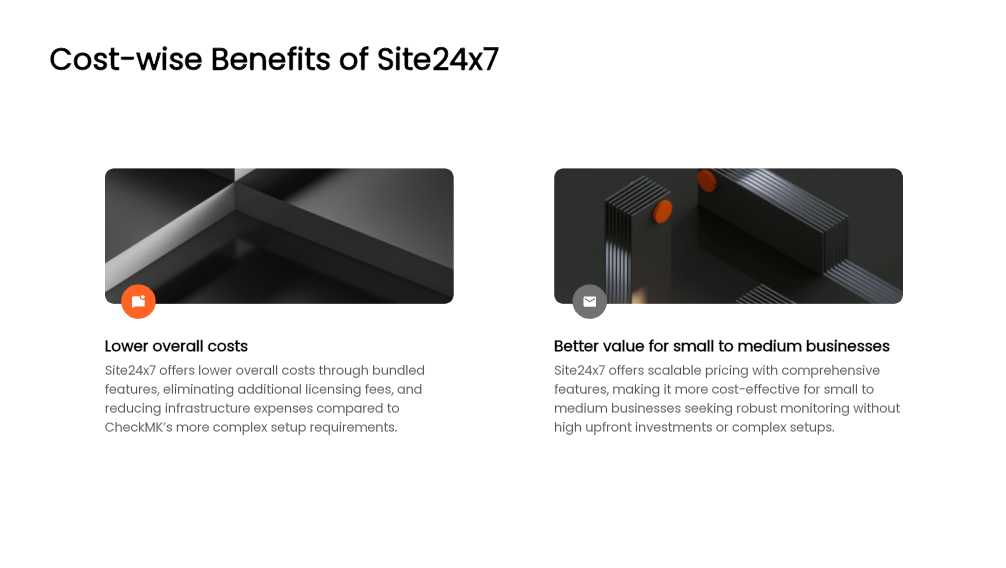 Cost-wise Benefits of Site24x7
Lower overall costs
Site24x7 offers lower overall costs through bundled
features, eliminating additional licensing fees, and
reducing infrastructure expenses compared to
CheckMK’s more complex setup requirements.
Better value for small to medium businesses
Site24x7 offers scalable pricing with comprehensive
features, making it more cost-effective for small to
medium businesses seeking robust monitoring without
high upfront investments or complex setups.